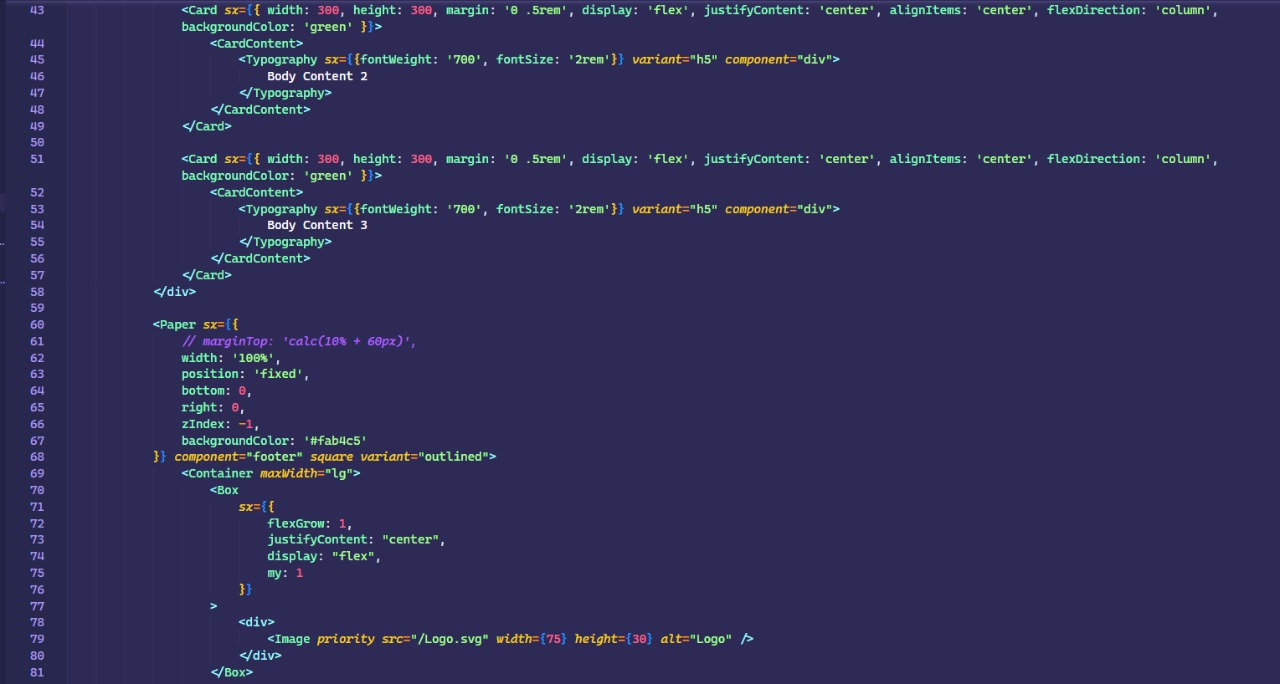 43 <Card sx={{ width: 300, height: 300, margin: '0 .5rem', display: 'flex', justifyContent: 'center', alignItems: 'center', flexDirection: 'column',
backgroundColor: 'green' }}>
44 <CardContent>
45 <Typography sx={{fontWeight: '700', fontSize: '2rem'}} variant="h5" component="div">
46 Body Content 2
47 </Typography>
48 </CardContent>
49 </Card>
50
51 <Card sx={{ width: 300, height: 300, margin: '0 .5rem', display: 'flex', justifyContent: 'center', alignItems: 'center', flexDirection: 'column',
backgroundColor: 'green' }}>
52 <CardContent>
53 <Typography sx={{fontWeight: '700', fontSize: '2rem'}} variant="h5" component="div">
54 Body Content 3
55 </Typography>
56 </CardContent>
57 </Card>
58 </div>
59
60 <Paper sx={{
61 // marginTop: 'calc(10% + 60px)',
62 width: '100%',
63 position: 'fixed',
64 bottom: 0,
65 right: 0,
66 zIndex: -1,
67 backgroundColor: '#fab4c5'
68 }} component="footer" square variant="outlined">
69 <Container maxWidth="lg">
70 <Box
71 sx={{
72 flexGrow: 1,
73 justifyContent: "center",
74 display: "flex",
75 my: 1
76 }}
77 >
78 <div>
79 <Image priority src="/Logo.svg" width={75} height={30} alt="Logo" />
80 </div>
81 </Box>